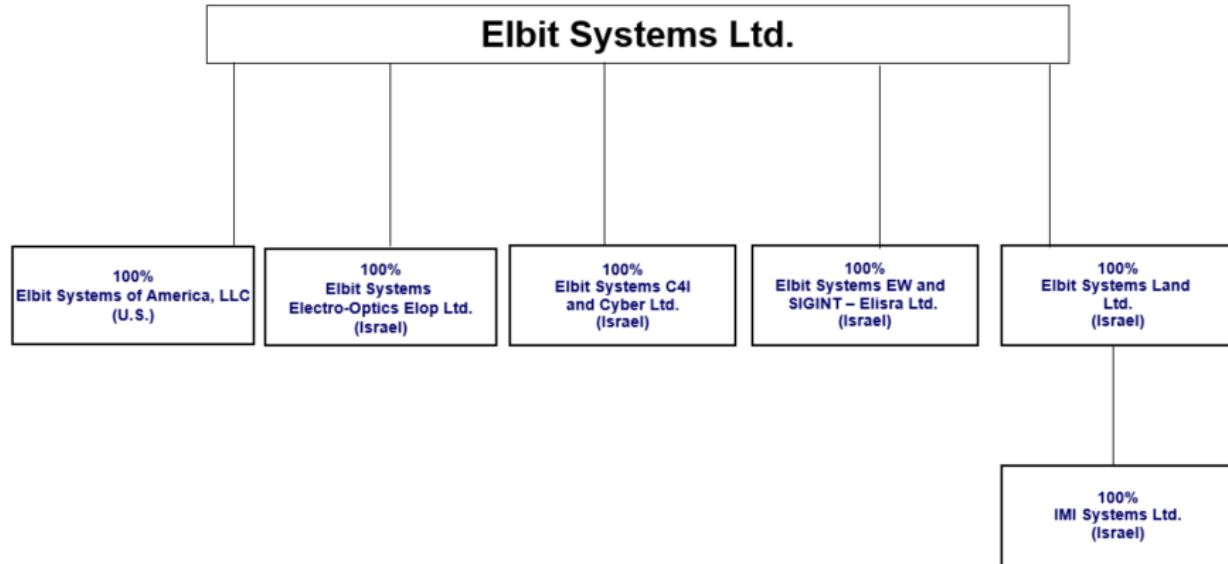 Elbit Systems Ltd.
100%
Elbit Systems of America, LLC
(U.S.)
100%
Elbit Systems
Electro-Optics Elop Ltd.
(Israel)
100%
Elbit Systems C4I
and Cyber Ltd.
(Israel)
100%
Elbit Systems EW and
SIGINT – Elisra Ltd.
(Israel)
100%
Elbit Systems Land
Ltd.
(Israel)
100%
IMI Systems Ltd.
(Israel)